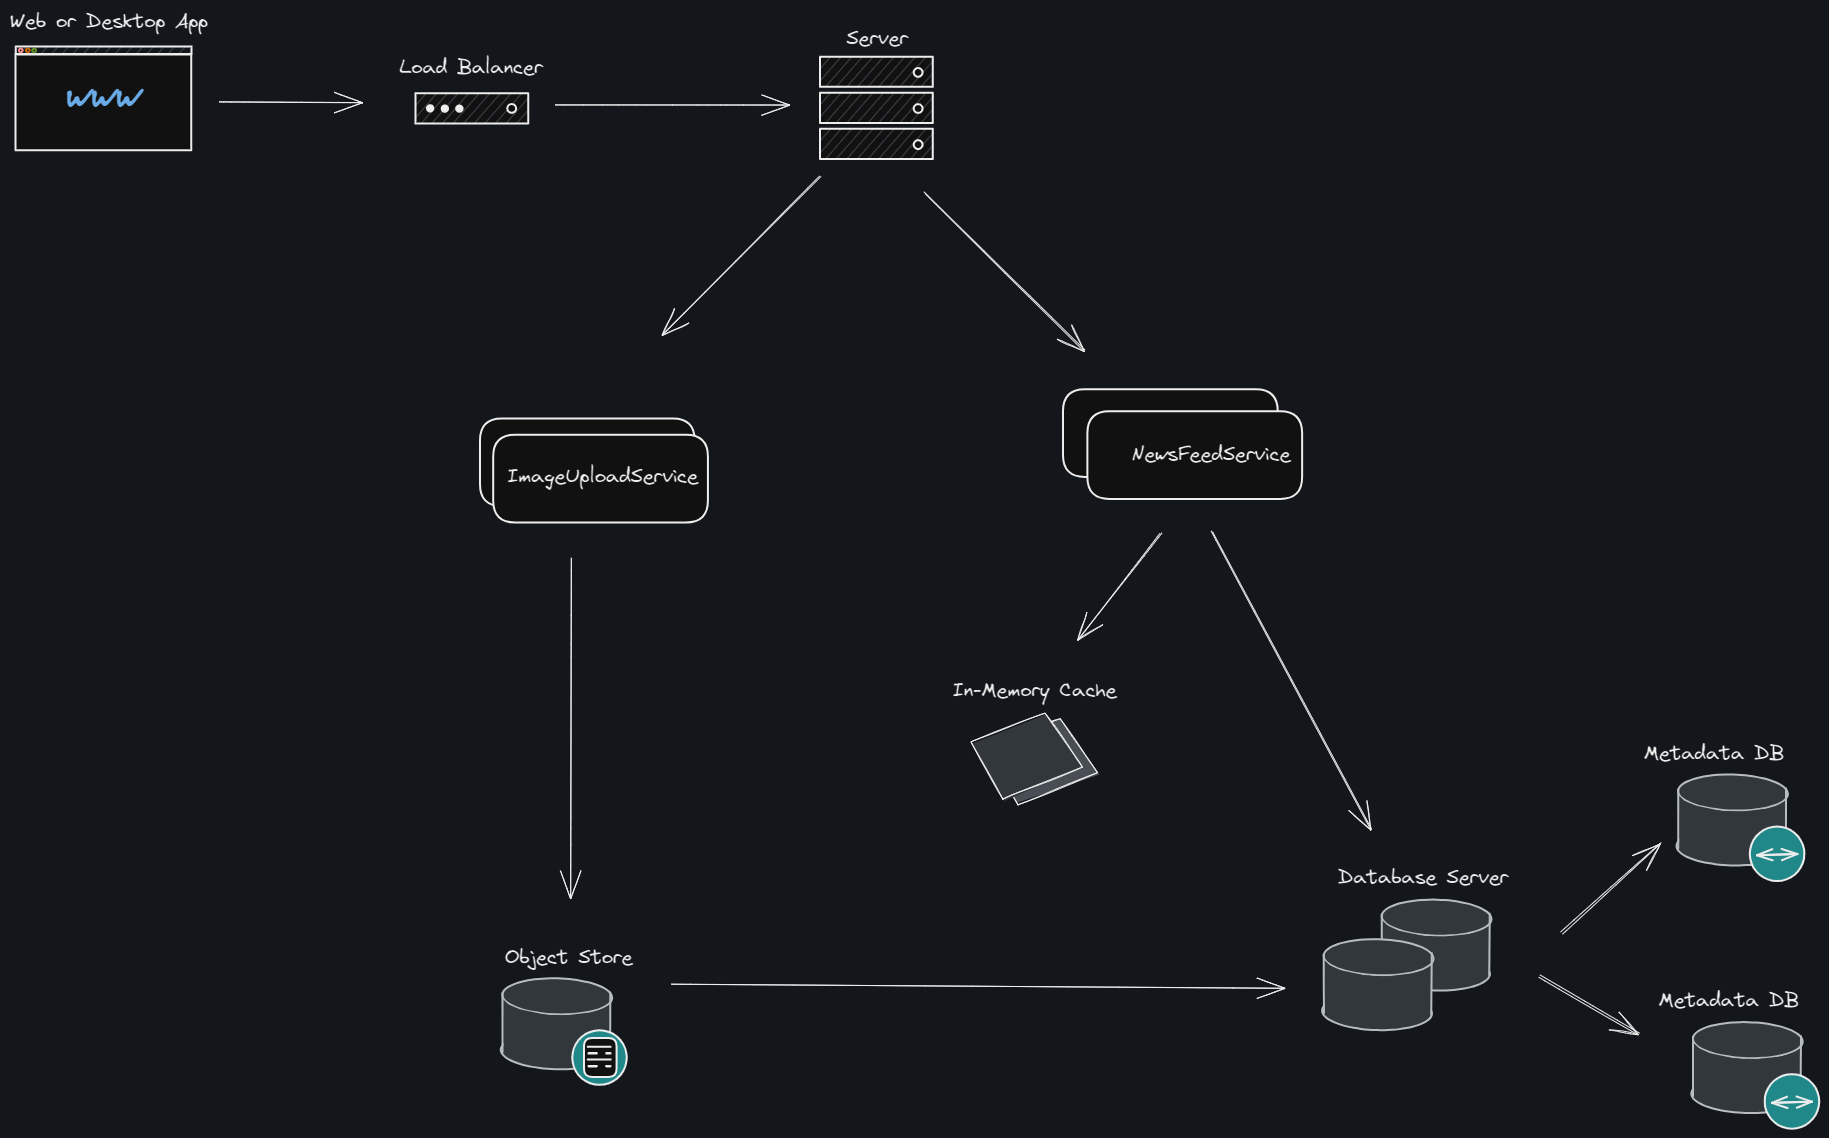 Web or Desktop App
www
Load Balancer
Server
ImageUploadService
NewsFeedService
In-Memory Cache
Metadata DB
Database Server
Object Store
Metadata DB